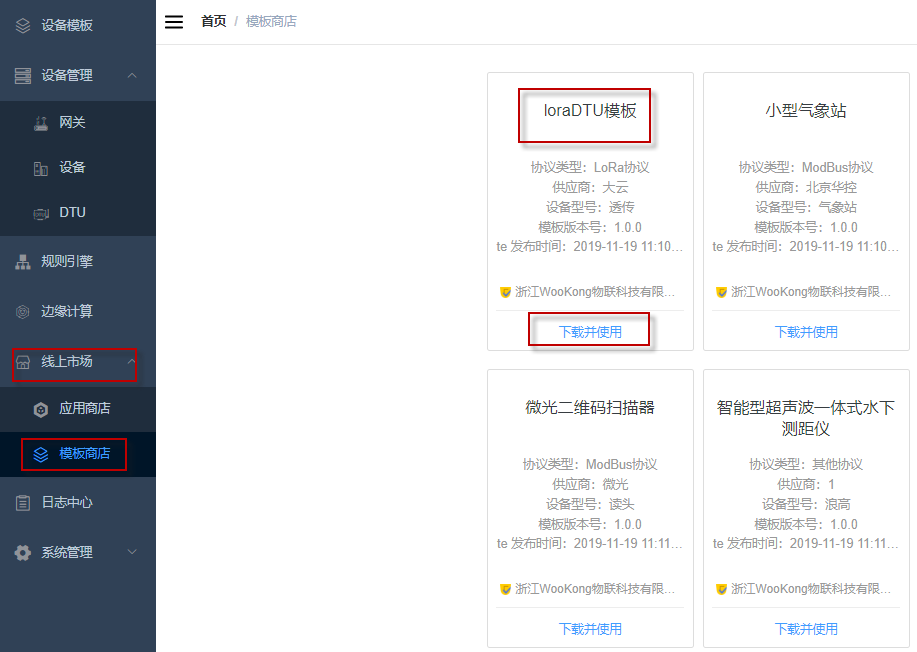 设备模板
设备管理
网关
设备
DTU
规则引擎
边缘计算
线上市场
应用商店
模板商店
日志中心
系统管理
首页 / 模板商店
loraDTU模板
协议类型：LoRa协议
供应商：大云
设备型号：透传
模板版本号：1.0.0
te 发布时间：2019-11-19 11:10...
浙江WooKong物联科技有限...
下载并使用
小型气象站
协议类型：ModBus协议
供应商：北京华控
设备型号：气象站
模板版本号：1.0.0
te 发布时间：2019-11-19 11:10...
浙江WooKong物联科技有限...
下载并使用
微光二维码扫描器
协议类型：ModBus协议
供应商：微光
设备型号：读头
模板版本号：1.0.0
te 发布时间：2019-11-19 11:11...
浙江WooKong物联科技有限...
下载并使用
智能型超声波一体式水下
测距仪
协议类型：其他协议
供应商：1
设备型号：浪高
模板版本号：1.0.0
te 发布时间：2019-11-19 11:11...
浙江WooKong物联科技有限...
下载并使用